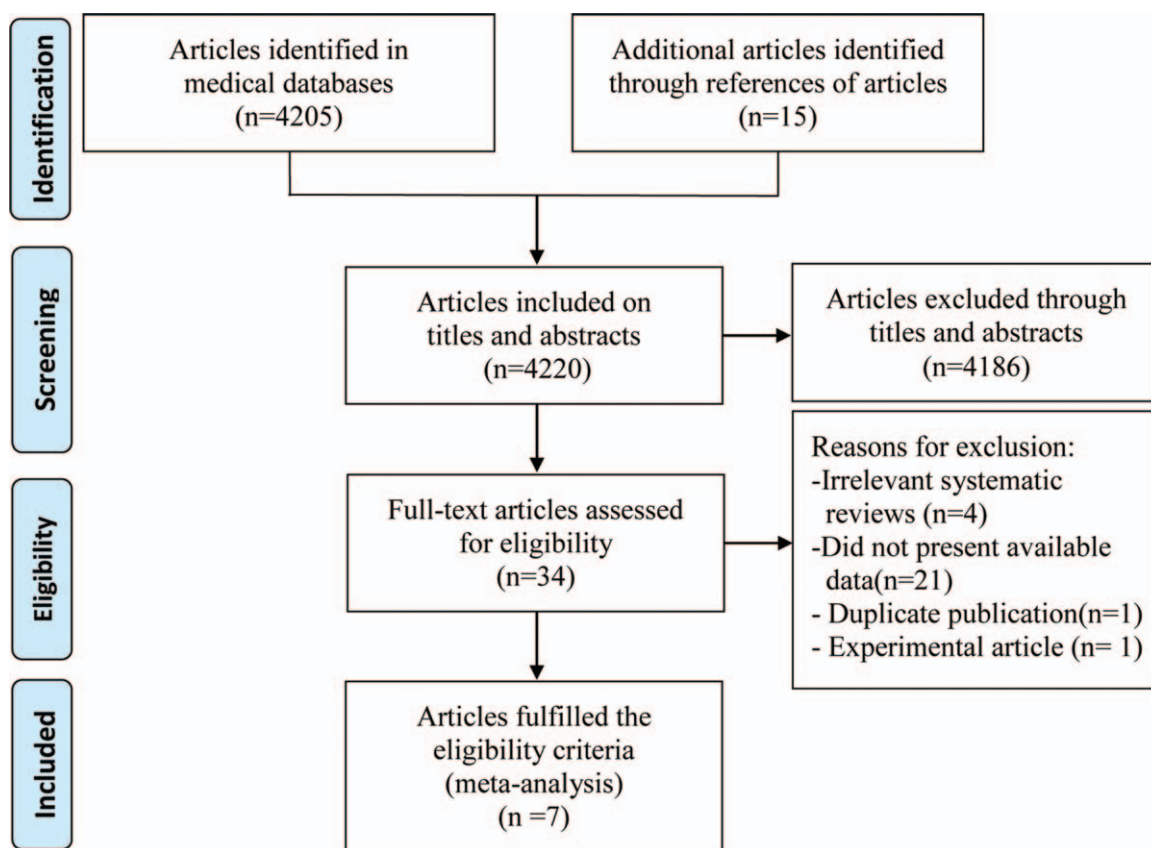 Identification
Articles identified in
medical databases
(n=4205)
Additional articles identified
through references of articles
(n=15)
Screening
Articles included on
titles and abstracts
(n=4220)
Articles excluded through
titles and abstracts
(n=4186)
Eligibility
Full-text articles assessed
for eligibility
(n=34)
Reasons for exclusion:
-Irrelevant systematic
reviews (n=4)
-Did not present available
data(n=21)
- Duplicate publication(n=1)
- Experimental article (n= 1)
Included
Articles fulfilled the
eligibility criteria
(meta-analysis)
(n =7)